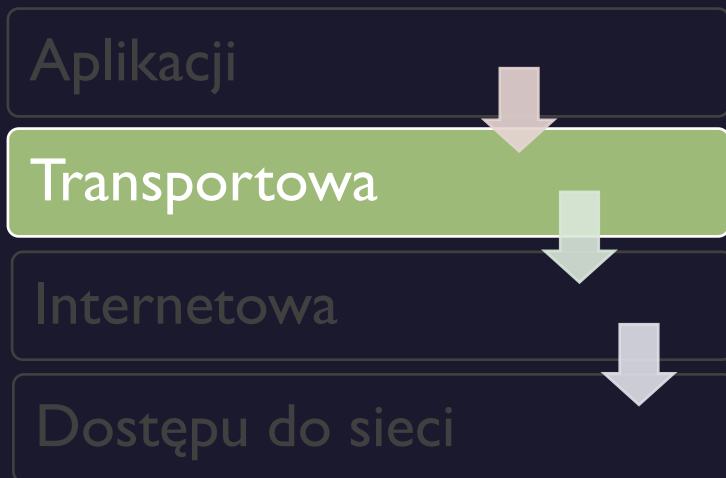 Aplikacji
Transportowa
Internetowa
Dostępu do sieci